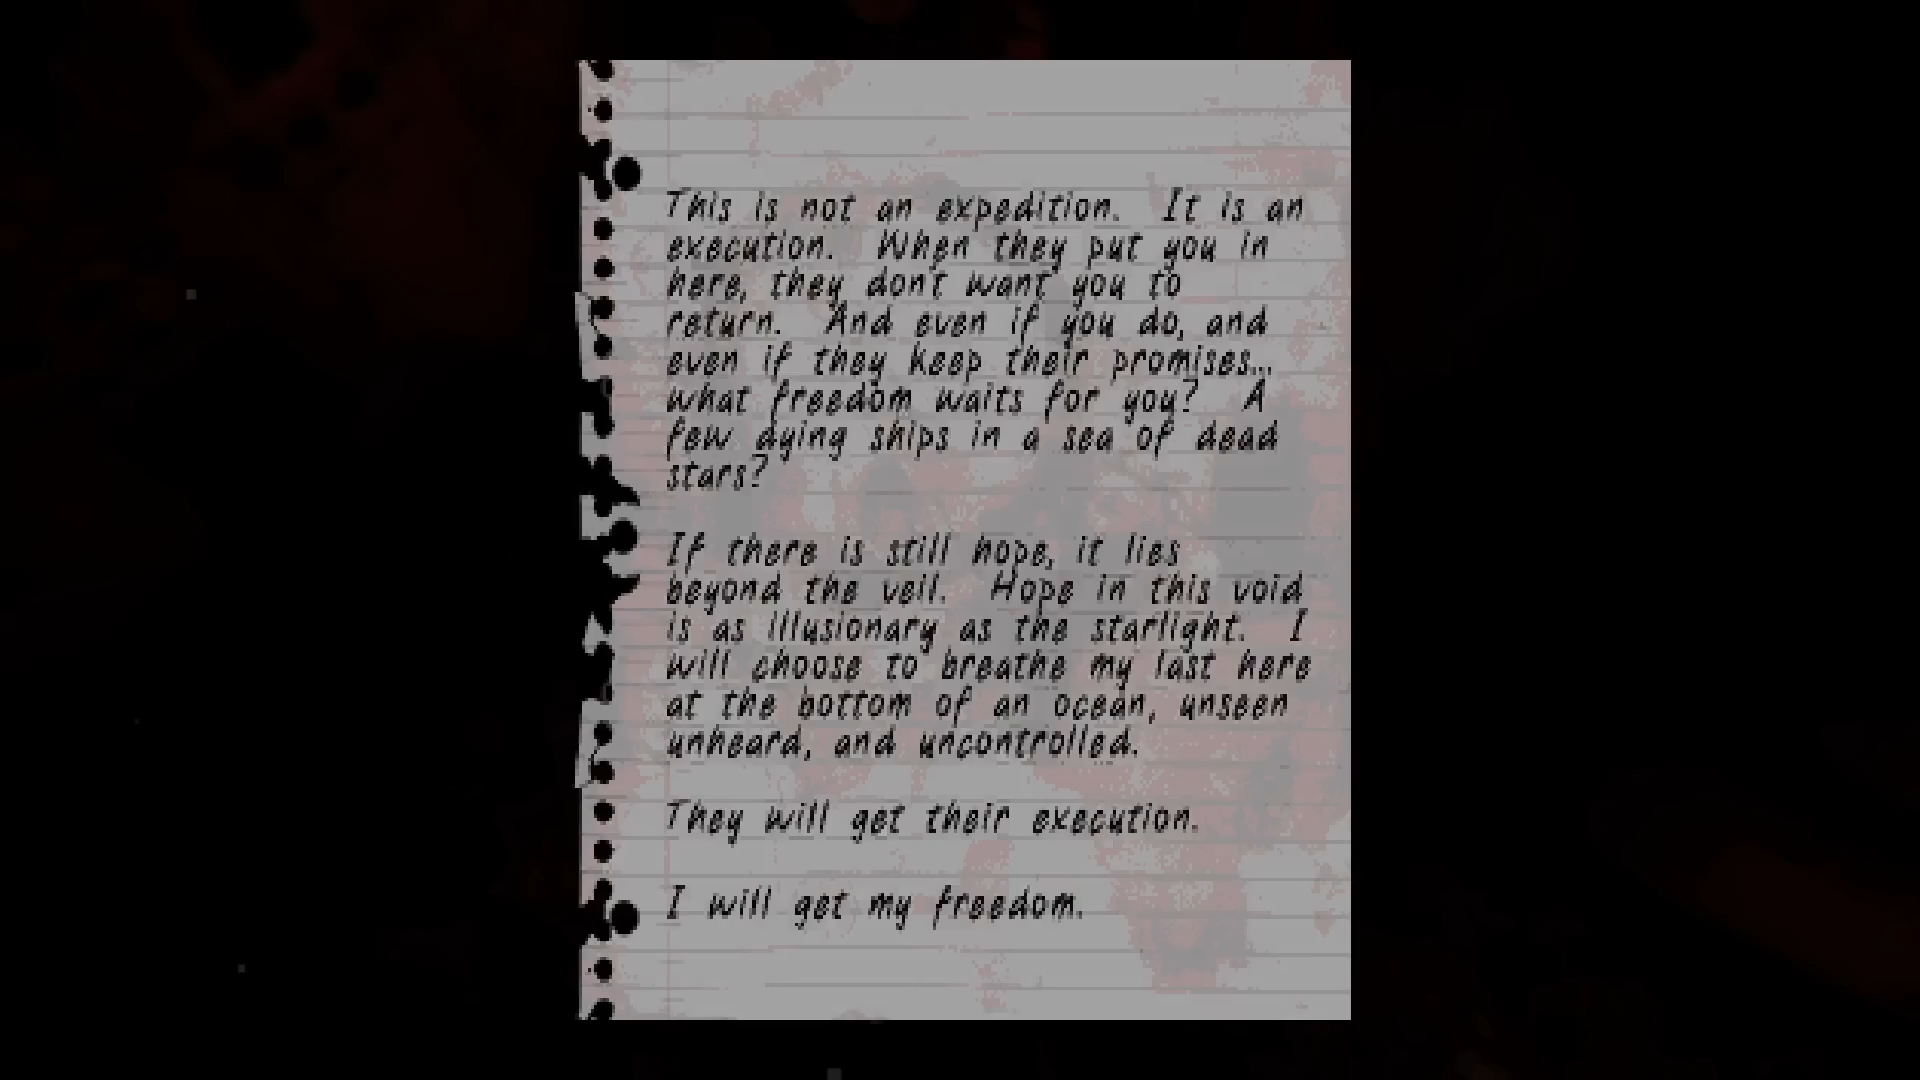 This is not an expedition.  It is an
execution.  When they put you in
here, they don't want you to
return.  And even if you do, and
even if they keep their promises...
what freedom waits for you?  A
few dying ships in a sea of dead
stars?
If there is still hope, it lies
beyond the veil.  Hope in this void
is as illusionary as the starlight.  I
will choose to breathe my last here
at the bottom of an ocean, unseen
unheard, and uncontrolled.
They will get their execution.
I will get my freedom.